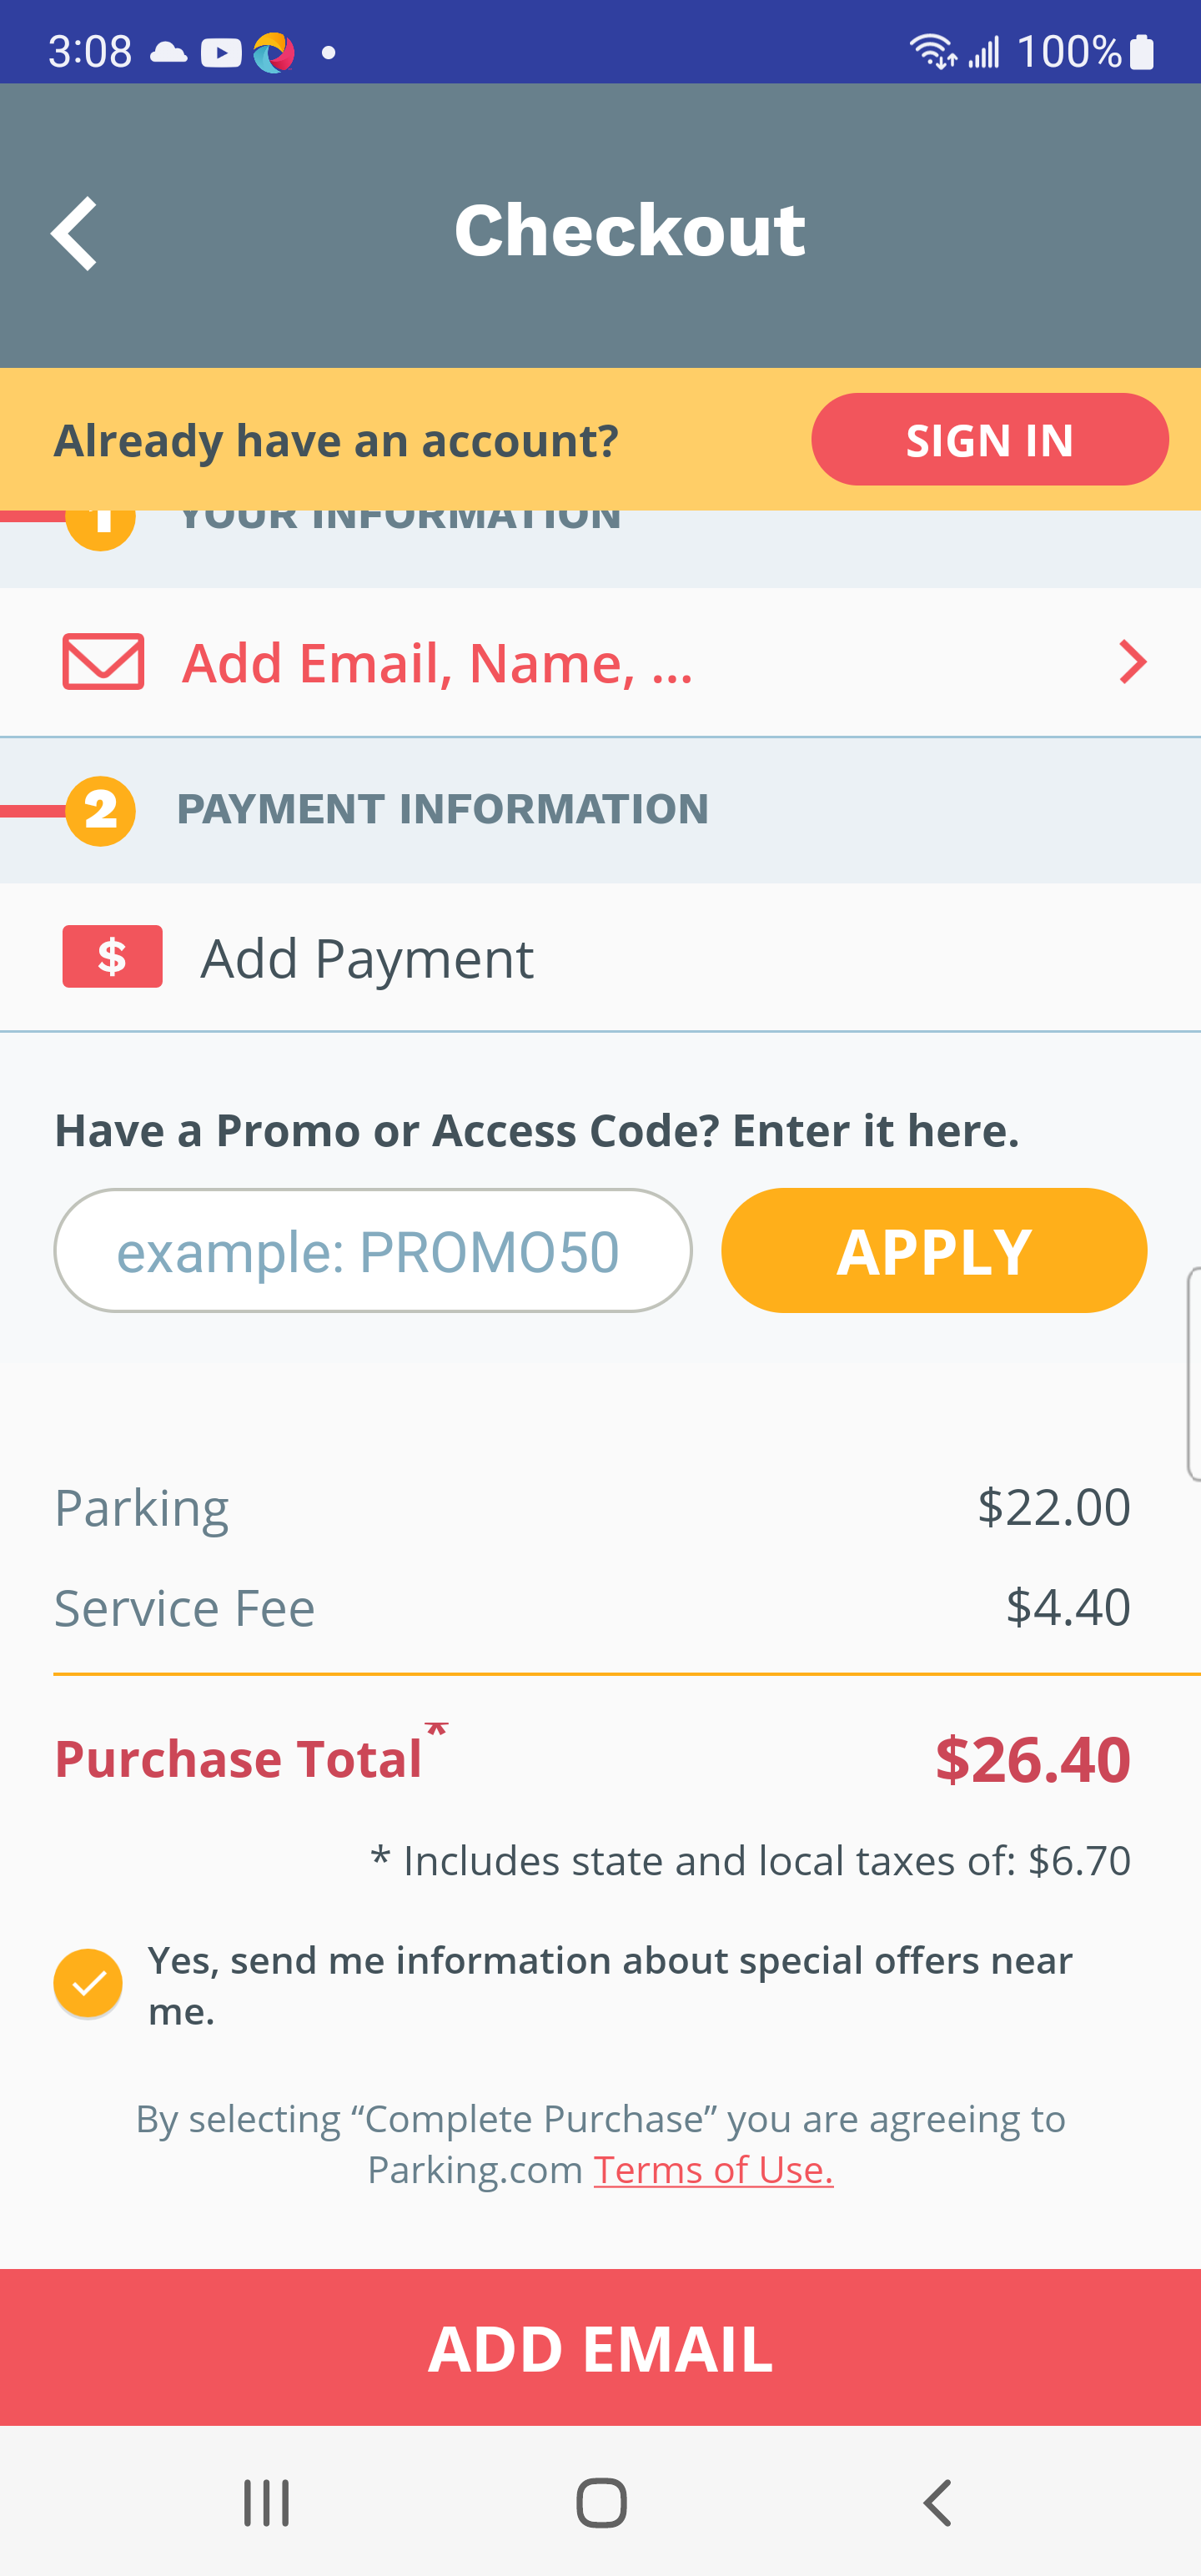 3:08
100%
Checkout
Already have an account?
SIGN IN
1 YOUR INFORMATION
Add Email, Name, ...
2 PAYMENT INFORMATION
$ Add Payment
Have a Promo or Access Code? Enter it here.
example: PROMO50
APPLY
Parking $22.00
Service Fee $4.40
Purchase Total* $26.40
* Includes state and local taxes of: $6.70
Yes, send me information about special offers near
me.
By selecting “Complete Purchase” you are agreeing to
Parking.com Terms of Use.
ADD EMAIL